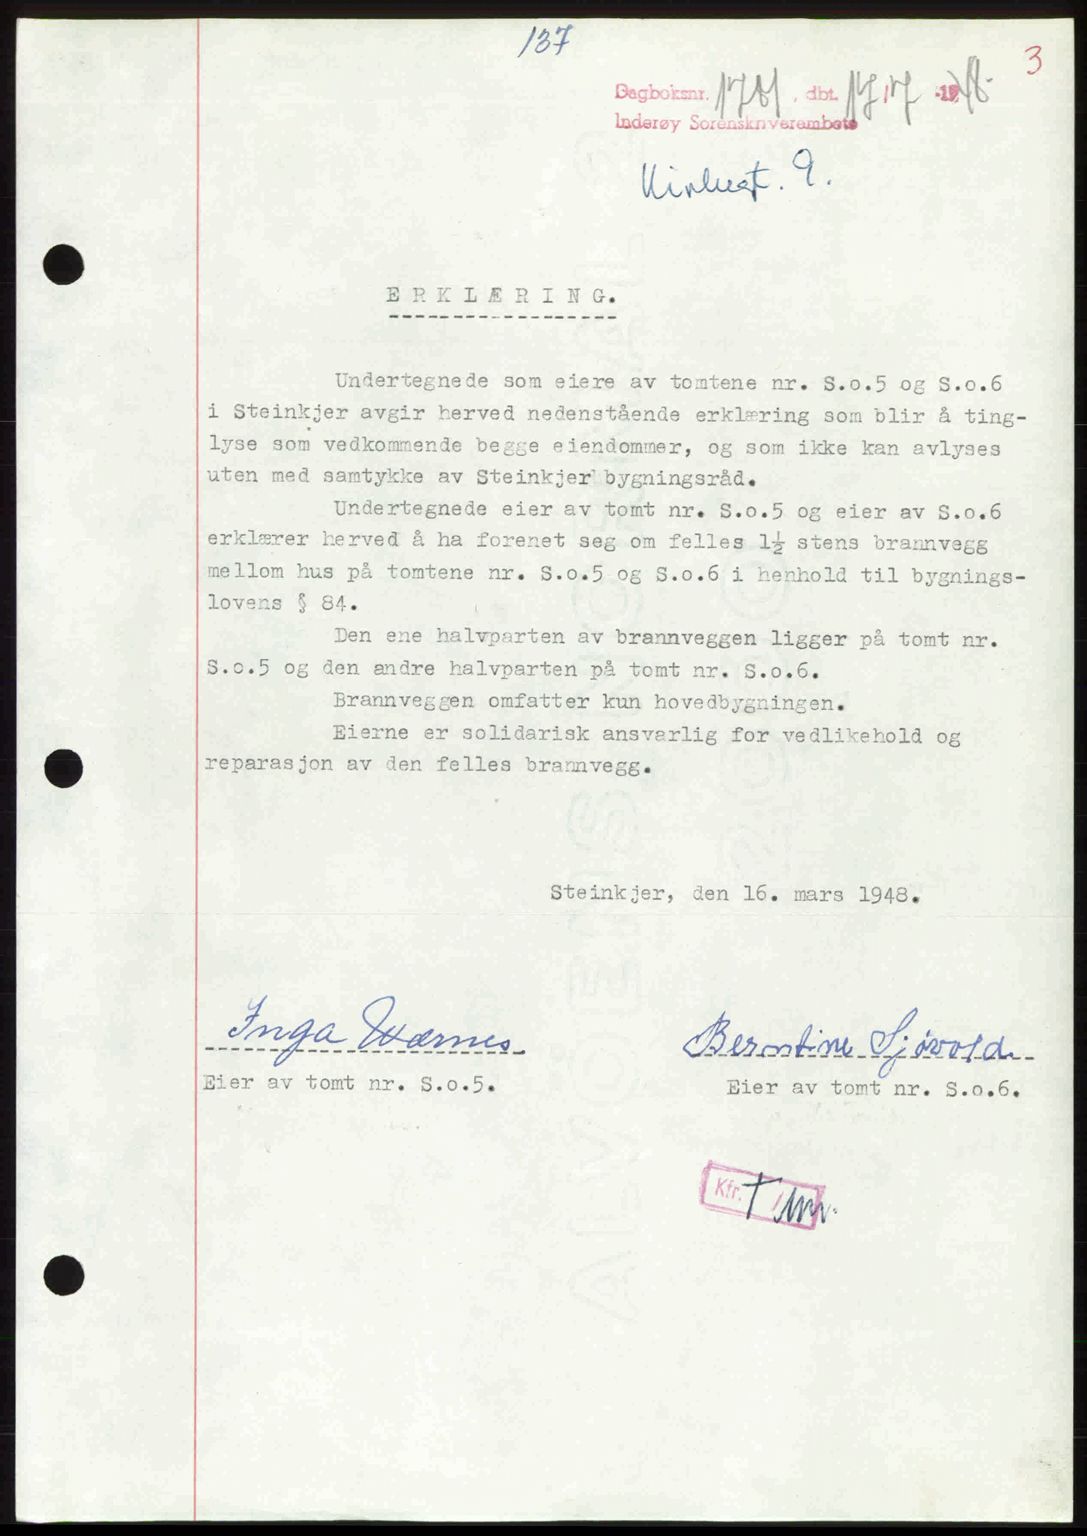 137
3
Dagboksnr. 1781, dbt. 17/7 - 1948.
Inderøy Sorenskriverembete
9.
ERKLÆRING.
Undertegnede som eiere av tomtene nr. S.o.5 og S.o.6
i Steinkjer avgir herved nedenstående erklæring som blir å ting-
lyse som vedkommende begge eiendommer, og som ikke kan avlyses
uten med samtykke av Steinkjer bygningsråd.
Undertegnede eier av tomt nr. S.o.5 og eier av S.o.6
erklærer herved å ha forenet seg om felles 1½ stens brannvegg
mellom hus på tomtene nr. S.o.5 og S.o.6 i henhold til bygnings-
lovens § 84.
Den ene halvparten av brannveggen ligger på tomt nr.
S.o.5 og den andre halvparten på tomt nr. S.o.6.
Brannveggen omfatter kun hovedbygningen.
Eierne er solidarisk ansvarlig for vedlikehold og
reparasjon av den felles brannvegg.
Steinkjer, den 16. mars 1948.
Inga Wærnes
Berntine Sjøvold
Eier av tomt nr. S.o.5.
Eier av tomt nr. S.o.6.
Kfr.